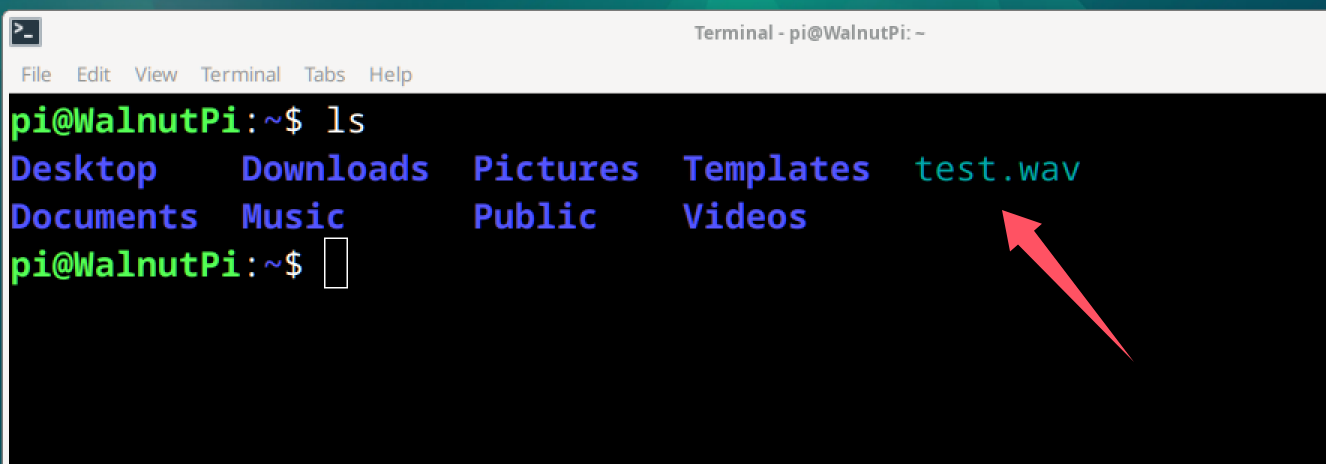 Terminal - pi@WalnutPi: ~
File Edit View Terminal Tabs Help
pi@WalnutPi:~$ ls
Desktop Downloads Pictures Templates test.wav
Documents Music Public Videos
pi@WalnutPi:~$